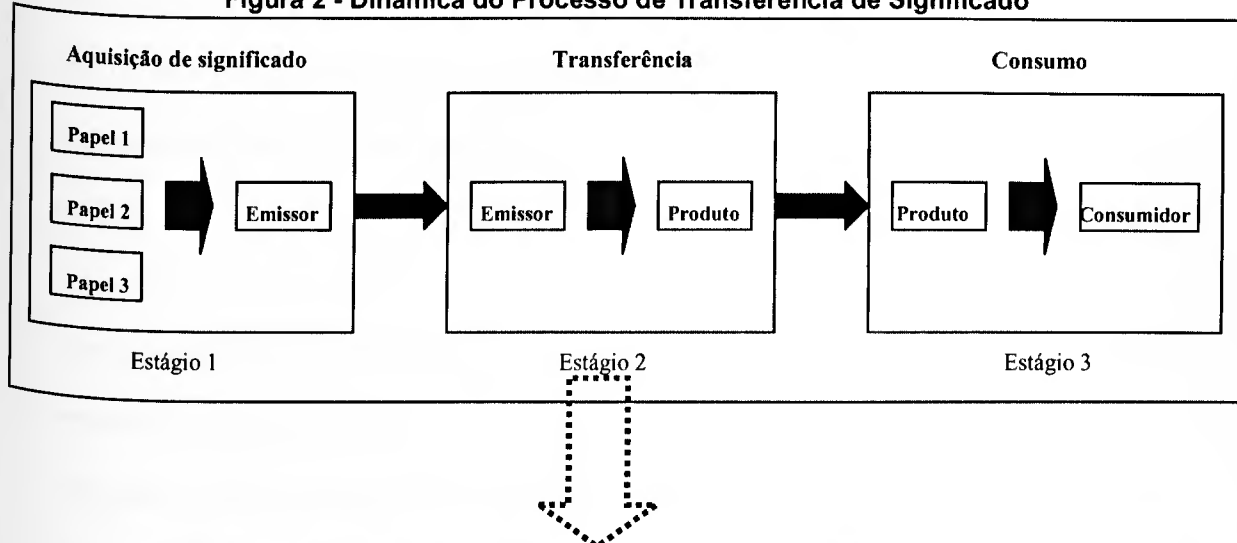 Figura 2 - Dinâmica do Processo de Transferência de Significado
Aquisição de significado
Transferência
Consumo
Papel 1
Papel 2
Papel 3
Emissor
Emissor
Produto
Produto
Consumidor
Estágio 1
Estágio 2
Estágio 3